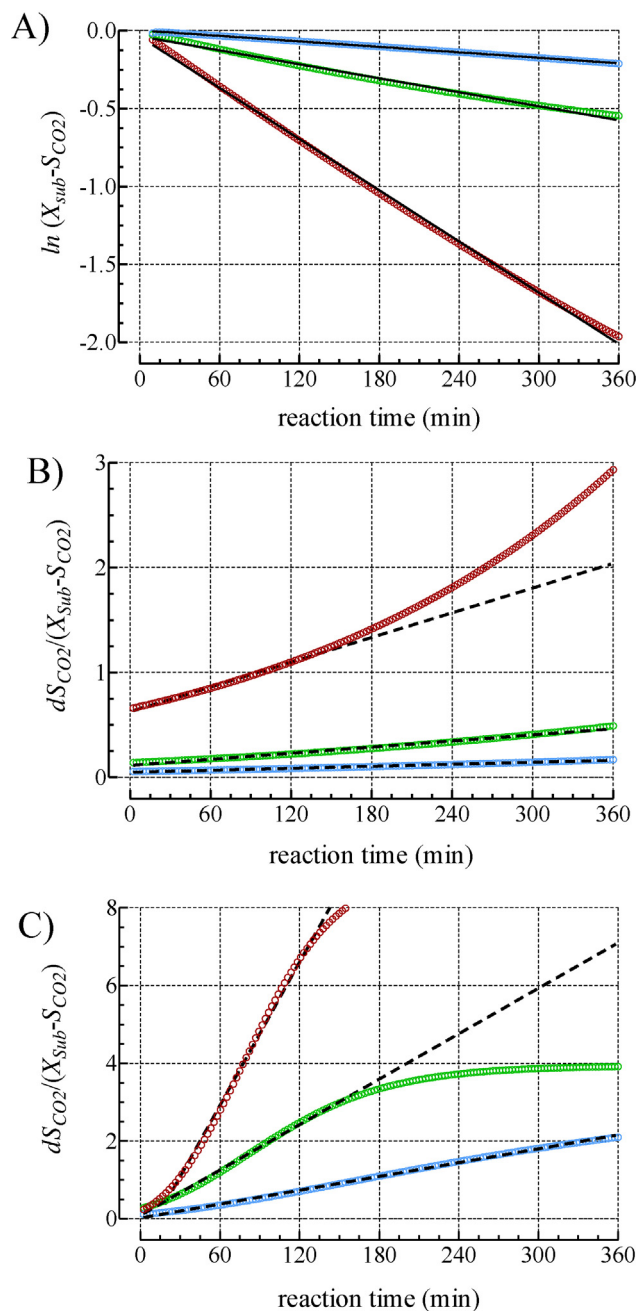 A)
ln (Xsub-SCO2)
0.0
-0.5
-1.0
-1.5
-2.0
0 60 120 180 240 300 360
reaction time (min)
B)
dSCO2/(XSub-SCO2)
3
2
1
0
0 60 120 180 240 300 360
reaction time (min)
C)
dSCO2/(XSub-SCO2)
8
6
4
2
0
0 60 120 180 240 300 360
reaction time (min)